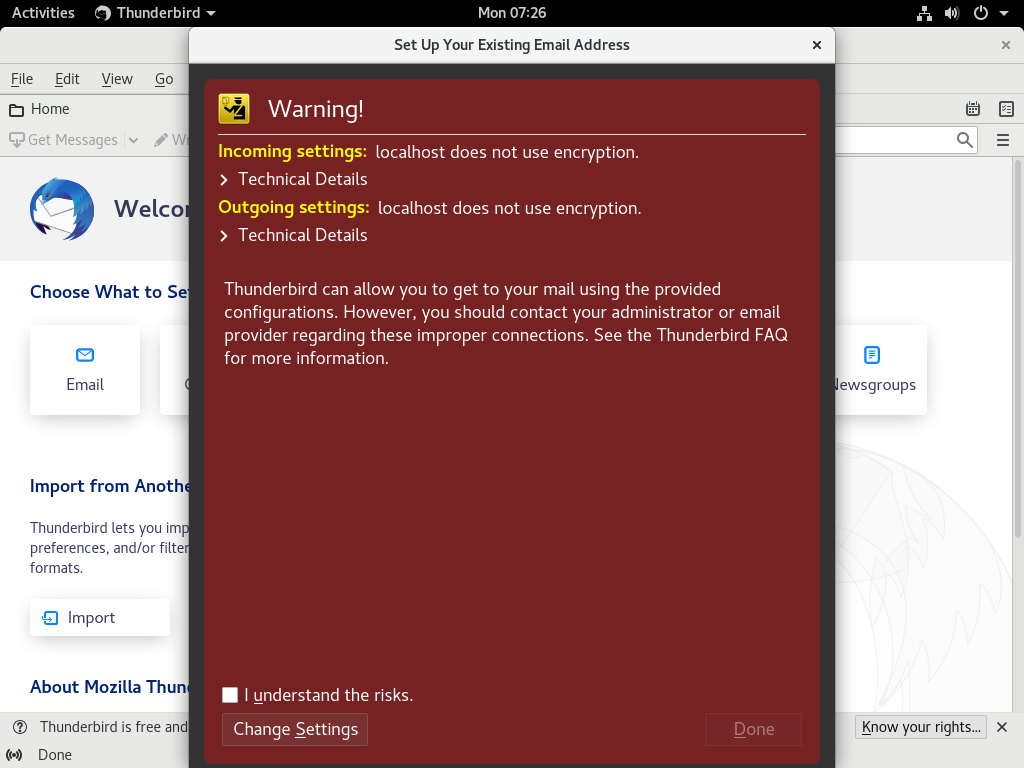 Activities Thunderbird Mon 07:26
Set Up Your Existing Email Address
File Edit View Go
Home
Get Messages
Warning!
Incoming settings: localhost does not use encryption.
Technical Details
Outgoing settings: localhost does not use encryption.
Technical Details
Thunderbird can allow you to get to your mail using the provided
configurations. However, you should contact your administrator or email
provider regarding these improper connections. See the Thunderbird FAQ
for more information.
I understand the risks.
Change Settings Done
Choose What to Se
Email
Newsgroups
Import from Anothe
Thunderbird lets you imp
preferences, and/or filter
formats.
Import
About Mozilla Thun
Thunderbird is free and
Know your rights...
Done